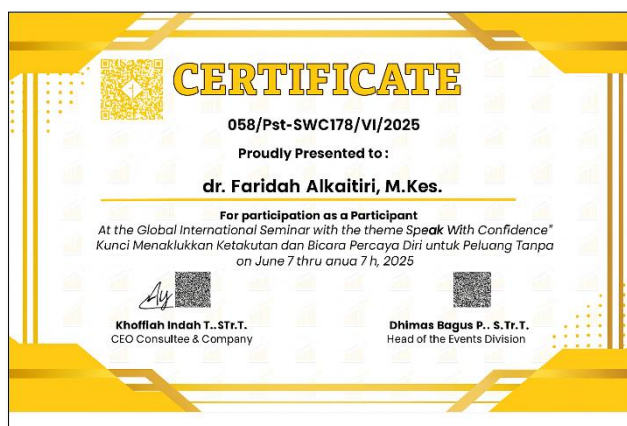 CERTIFICATE
058/Pst-SWC178/VI/2025
Proudly Presented to :
dr. Faridah Alkaitiri, M.Kes.
For participation as a Participant
At the Global International Seminar with the theme Speak With Confidence"
Kunci Menaklukkan Ketakutan dan Bicara Percaya Diri untuk Peluang Tanpa
on June 7 thru anua 7 h, 2025
Khofflah Indah T..STr.T.
CEO Consultee & Company
Dhimas Bagus P.. S.Tr.T.
Head of the Events Division